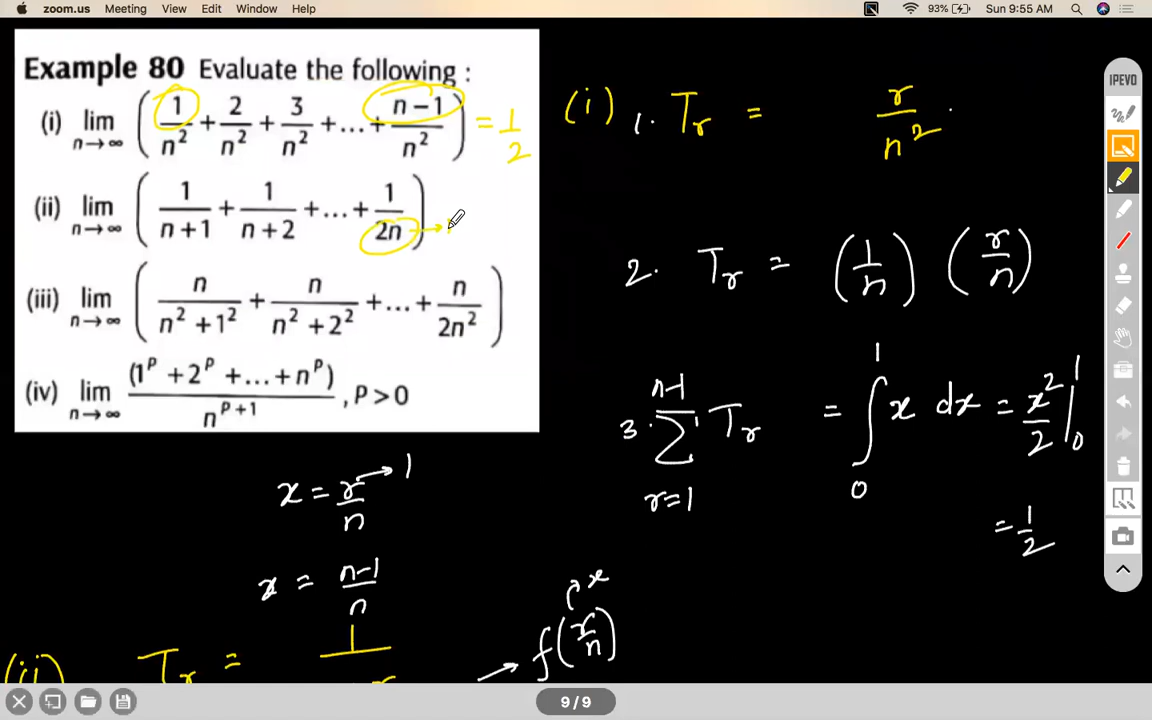 zoom.us Meeting View Edit Window Help 93% Sun 9:55 AM
Example 80 Evaluate the following :
(i) lim n→∞ (1/n² + 2/n² + 3/n² + ... + n−1/n²) = 1/2
(ii) lim n→∞ (1/n+1 + 1/n+2 + ... + 1/2n) →
(iii) lim n→∞ (n/n²+1² + n/n²+2² + ... + n/2n²)
(iv) lim n→∞ (1^P + 2^P + ... + n^P)/n^(P+1) , P > 0
(i) 1. Tr = r/n²
2. Tr = (1/n) (r/n)
3. n-1 Σ r=1 Tr = ∫ 0 1 x dx = x²/2 | 0 1
= 1/2
x = r/n → 1
x = n-1/n
(ii) Tr = 1
→ f(r/n) x
IPEVO
9 / 9